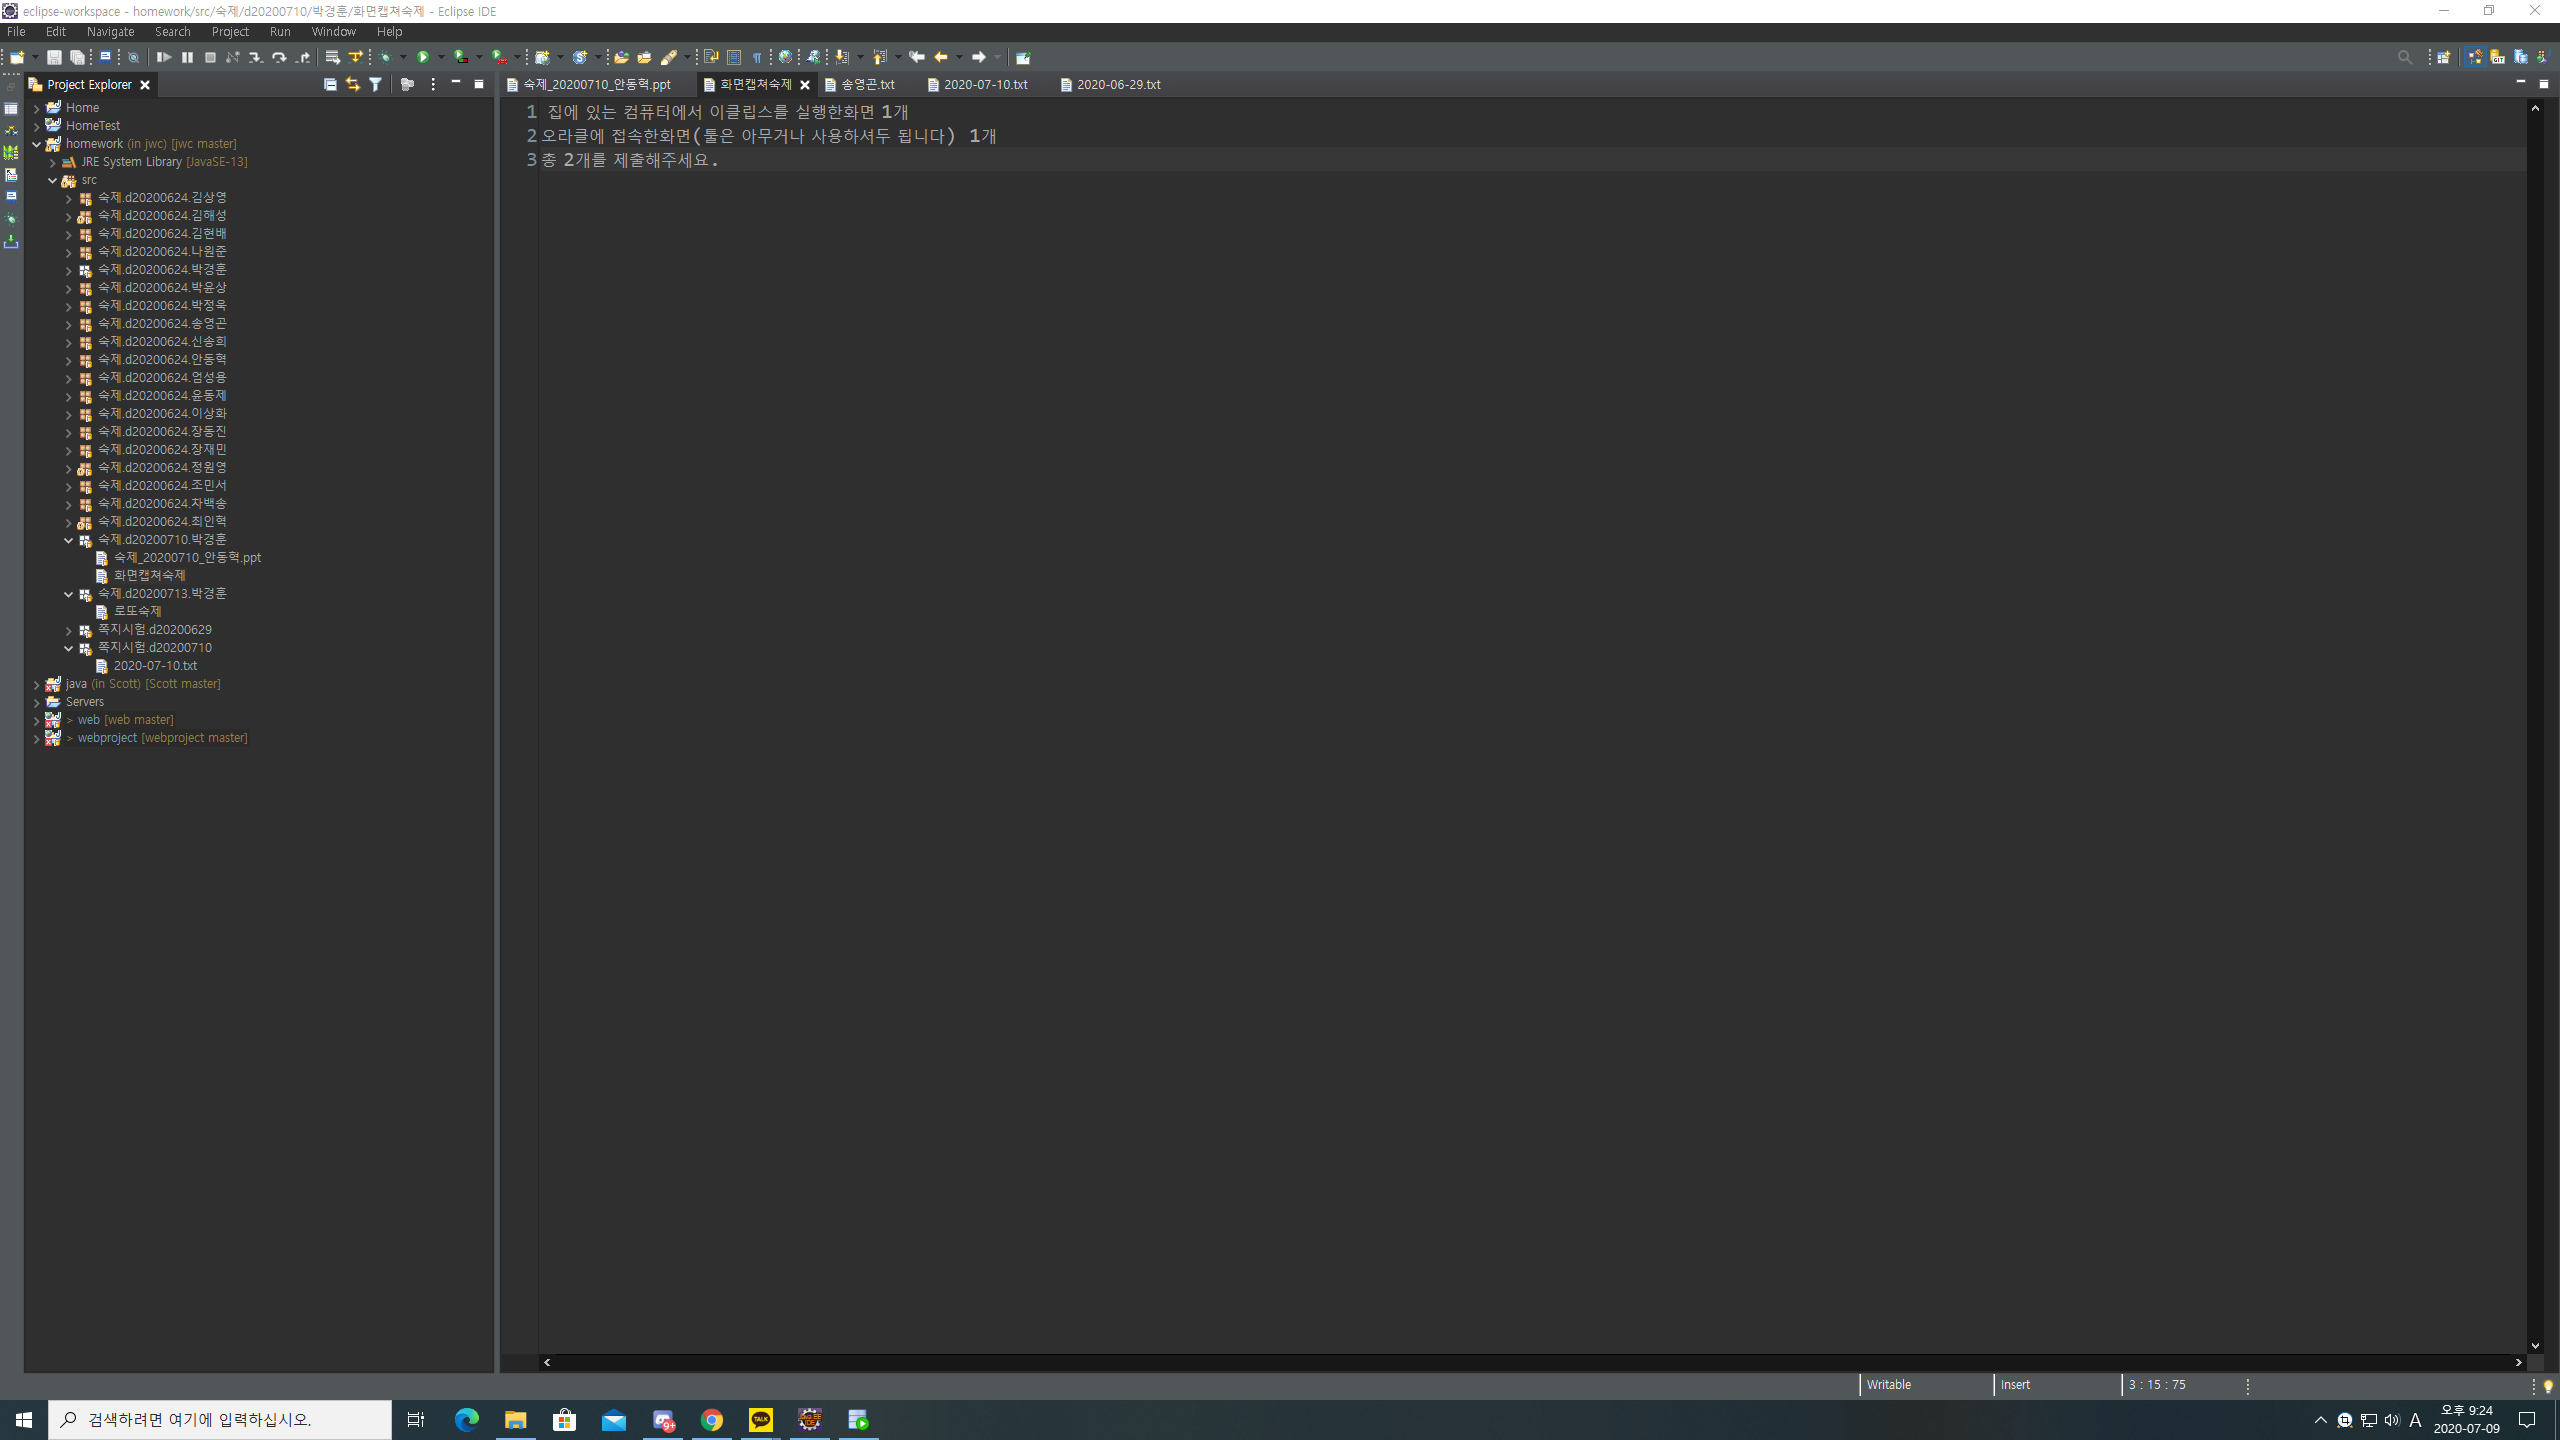 eclipse-workspace - homework/src/숙제/d20200710/박경훈/화면캡쳐숙제 - Eclipse IDE
File Edit Navigate Search Project Run Window Help
Project Explorer
숙제_20200710_안동혁.ppt 화면캡쳐숙제 송영곤.txt 2020-07-10.txt 2020-06-29.txt
Home
HomeTest
homework (in jwc) [jwc master]
JRE System Library [JavaSE-13]
src
숙제.d20200624.김상영
숙제.d20200624.김해성
숙제.d20200624.김현배
숙제.d20200624.나원준
숙제.d20200624.박경훈
숙제.d20200624.박윤상
숙제.d20200624.박정욱
숙제.d20200624.송영곤
숙제.d20200624.신송희
숙제.d20200624.안동혁
숙제.d20200624.엄성용
숙제.d20200624.윤동제
숙제.d20200624.이상화
숙제.d20200624.장동진
숙제.d20200624.장재민
숙제.d20200624.정원영
숙제.d20200624.조민서
숙제.d20200624.차백송
숙제.d20200624.최인혁
숙제.d20200710.박경훈
숙제_20200710_안동혁.ppt
화면캡쳐숙제
숙제.d20200713.박경훈
로또숙제
쪽지시험.d20200629
쪽지시험.d20200710
2020-07-10.txt
java (in Scott) [Scott master]
Servers
> web [web master]
> webproject [webproject master]
1 집에 있는 컴퓨터에서 이클립스를 실행한화면 1개
2 오라클에 접속한화면(툴은 아무거나 사용하셔두 됩니다) 1개
3 총 2개를 제출해주세요.
Writable Insert 3 : 15 : 75
검색하려면 여기에 입력하십시오.
9+
TALK
A
오후 9:24
2020-07-09